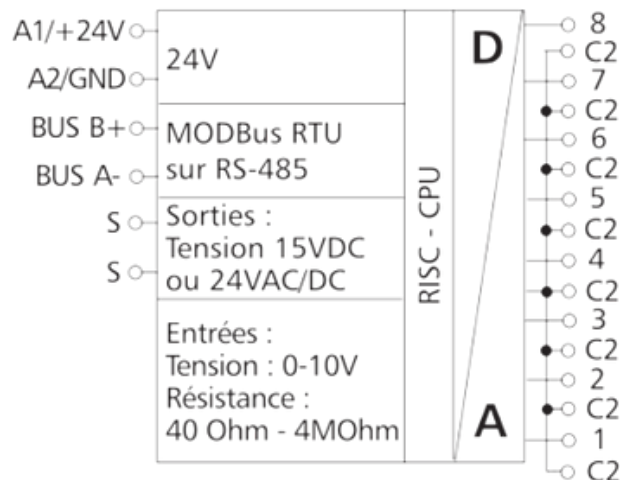 A1/+24V
A2/GND
24V
BUS B+
BUS A-
MODBus RTU
sur RS-485
S
S
Sorties :
Tension 15VDC
ou 24VAC/DC
Entrées :
Tension : 0-10V
Résistance :
40 Ohm - 4MOhm
RISC - CPU
D
A
8
C2
7
C2
6
C2
5
C2
4
C2
3
C2
2
C2
1
C2